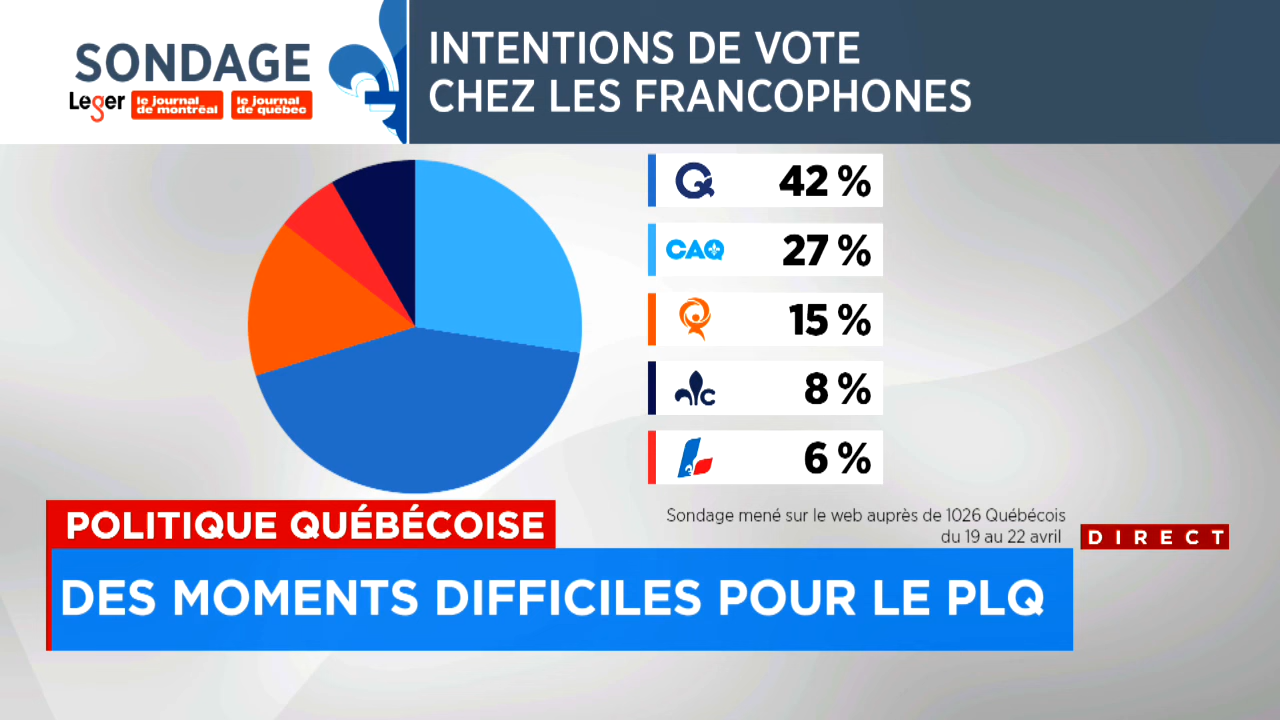 SONDAGE
Leger le journal de montréal le journal de québec
INTENTIONS DE VOTE
CHEZ LES FRANCOPHONES
42 %
CAQ 27 %
15 %
C 8 %
6 %
Sondage mené sur le web auprès de 1026 Québécois
du 19 au 22 avril
DIRECT
POLITIQUE QUÉBÉCOISE
DES MOMENTS DIFFICILES POUR LE PLQ